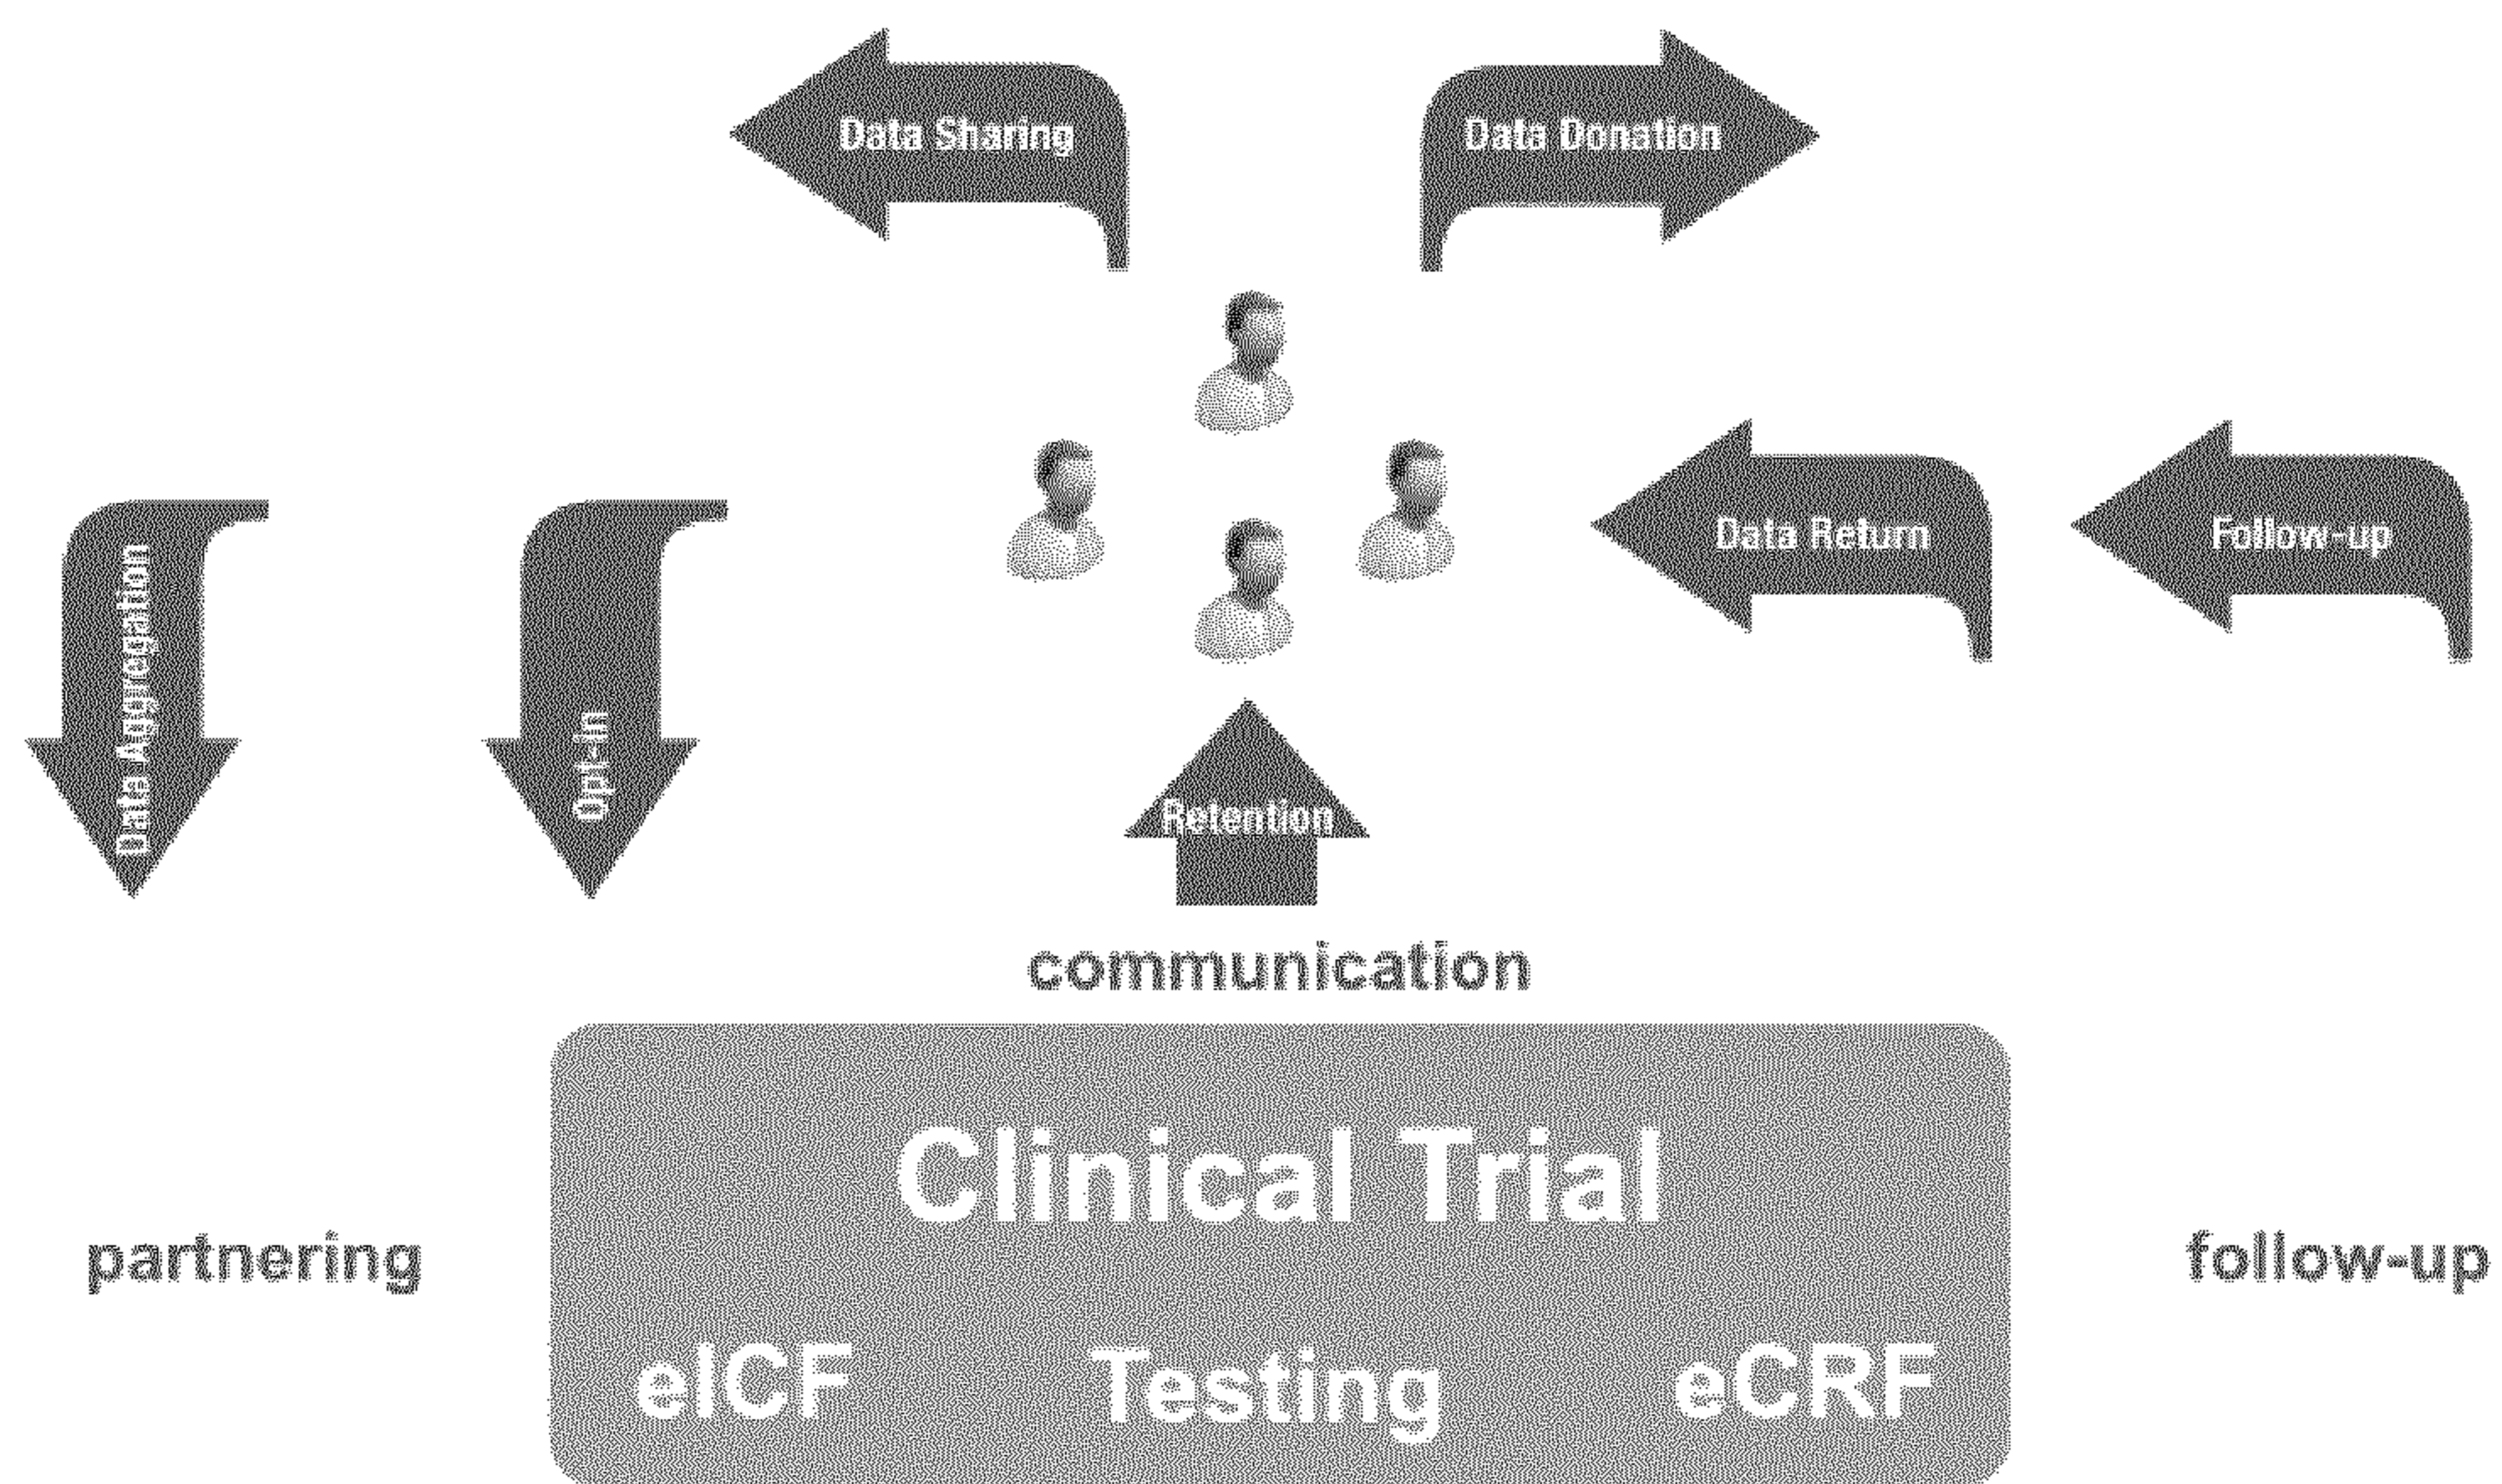 Data Sharing
Data Donation
Data Return
Follow-up
Data Aggregation
Opt-in
Retention
communication
Clinical Trial
partnering
follow-up
eICF
Testing
eCRF